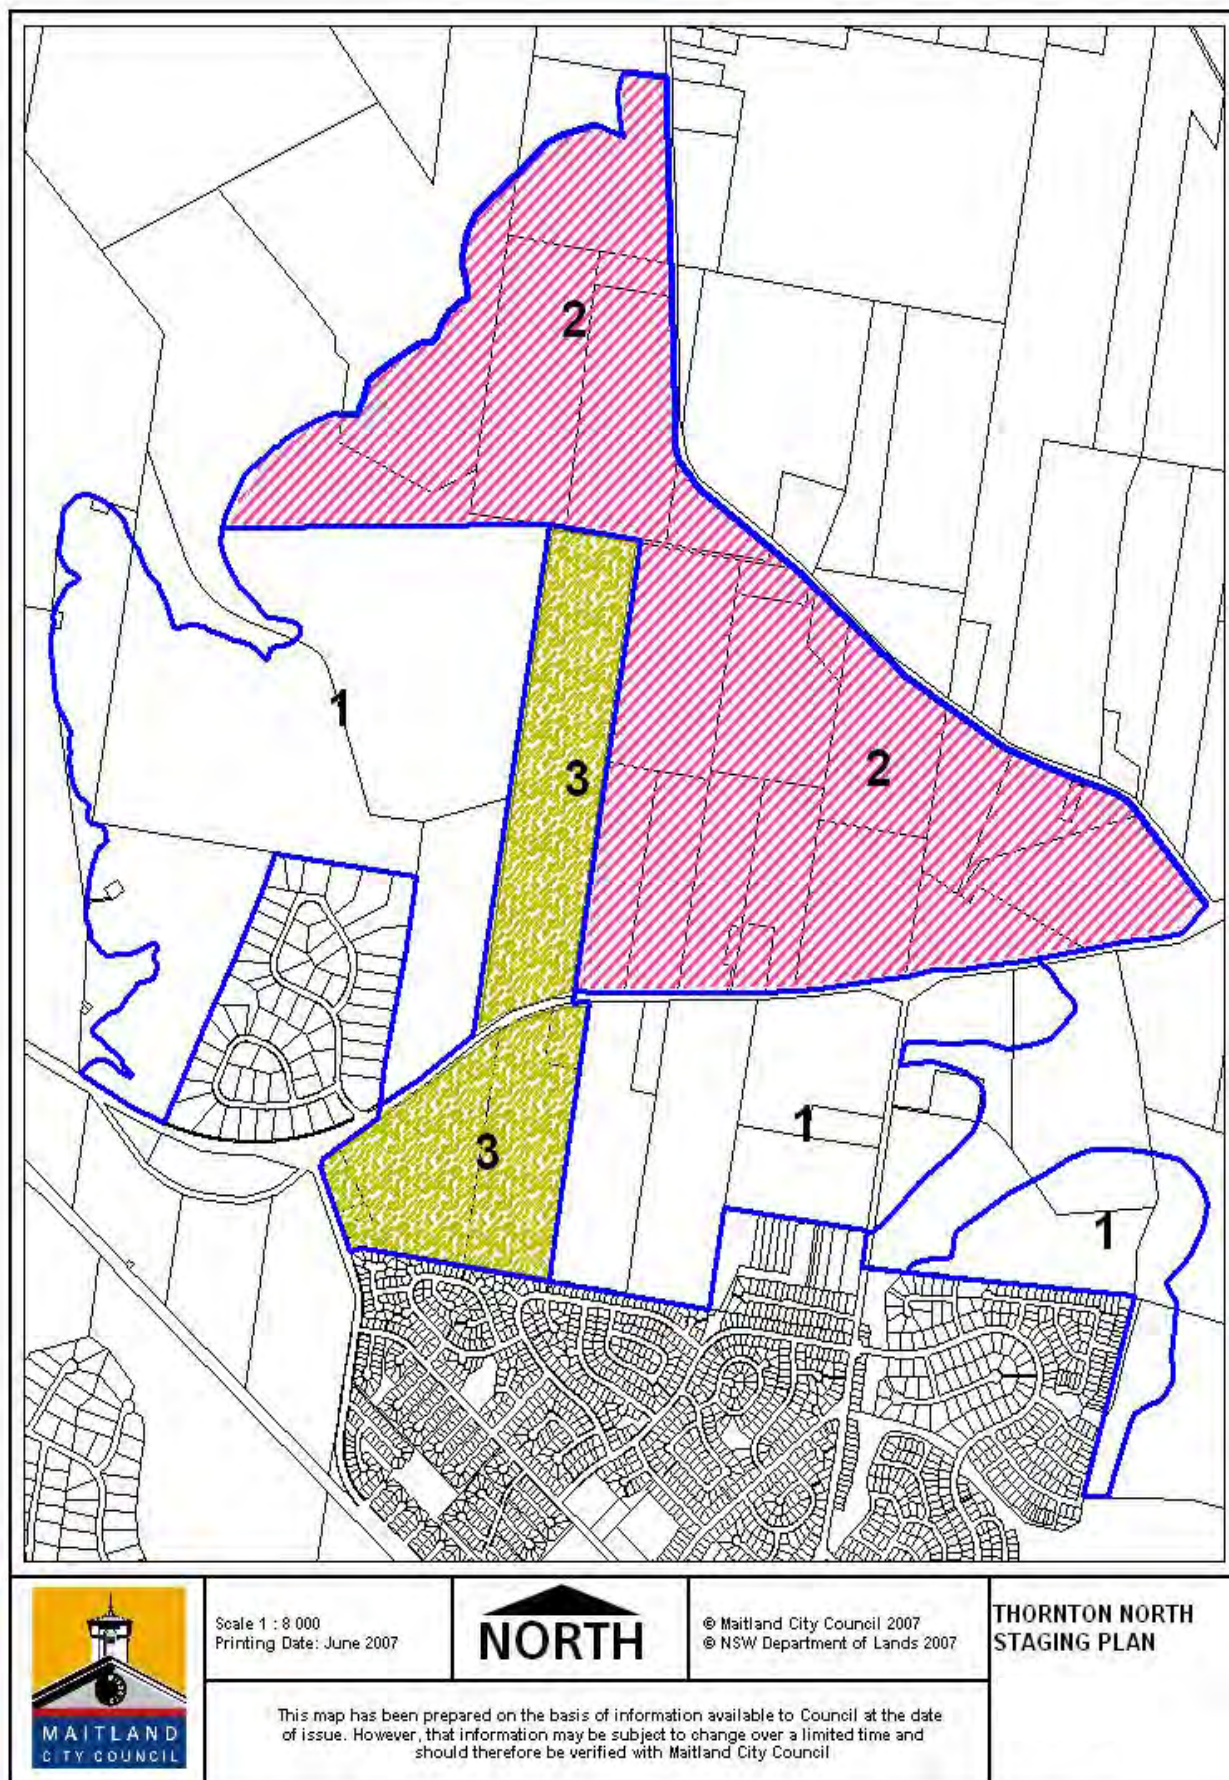 2
1
3
2
3
1
1
MAITLAND
CITY COUNCIL
Scale 1 : 8 000
Printing Date: June 2007
NORTH
© Maitland City Council 2007
© NSW Department of Lands 2007
THORNTON NORTH
STAGING PLAN
This map has been prepared on the basis of information available to Council at the date
of issue. However, that information may be subject to change over a limited time and
should therefore be verified with Maitland City Council